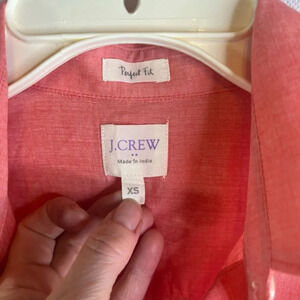 Perfect Fit
J.CREW
Made In India
XS